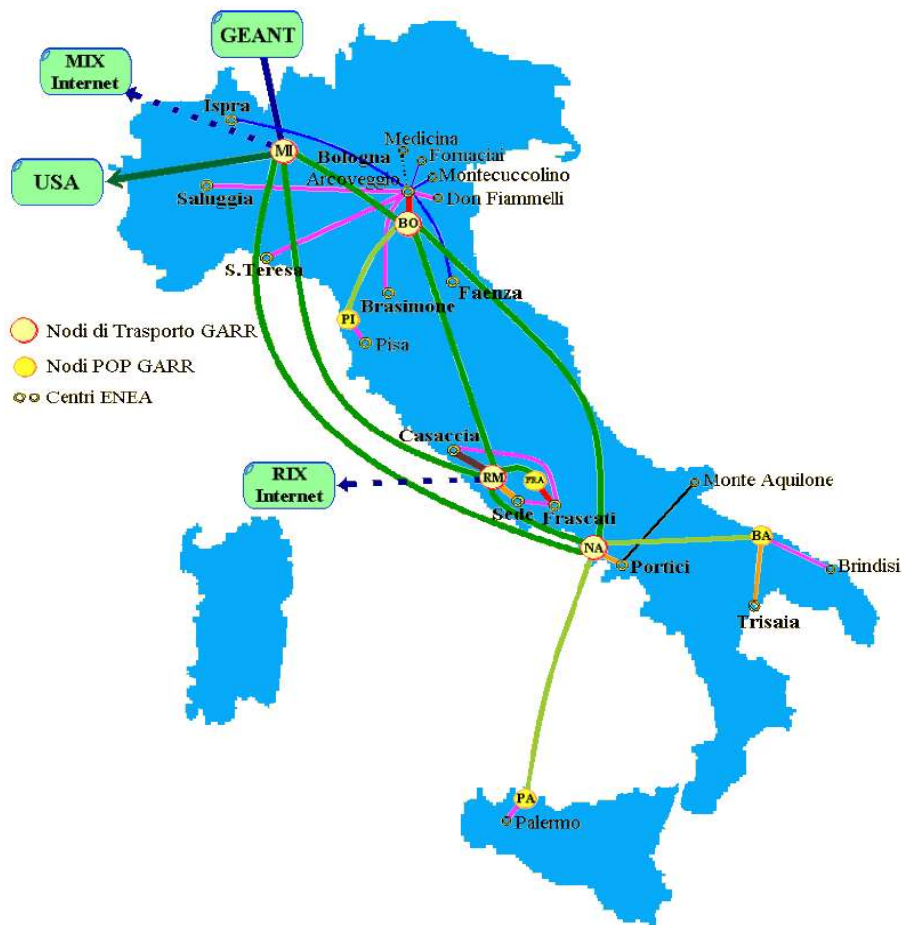 GEANT
MIX
Internet
Ispra
MI
Medicina
Bologna
Fornaciai
Arcoveggio
Montecuccolino
USA
Saluggia
Don Fiammelli
BO
S.Teresa
Faenza
Brasimone
PI
Nodi di Trasporto GARR
Pisa
Nodi POP GARR
Centri ENEA
Casaccia
RIX
Internet
RM
FRA
Monte Aquilone
Sede
Frascati
NA
BA
Portici
Brindisi
Trisaia
PA
Palermo